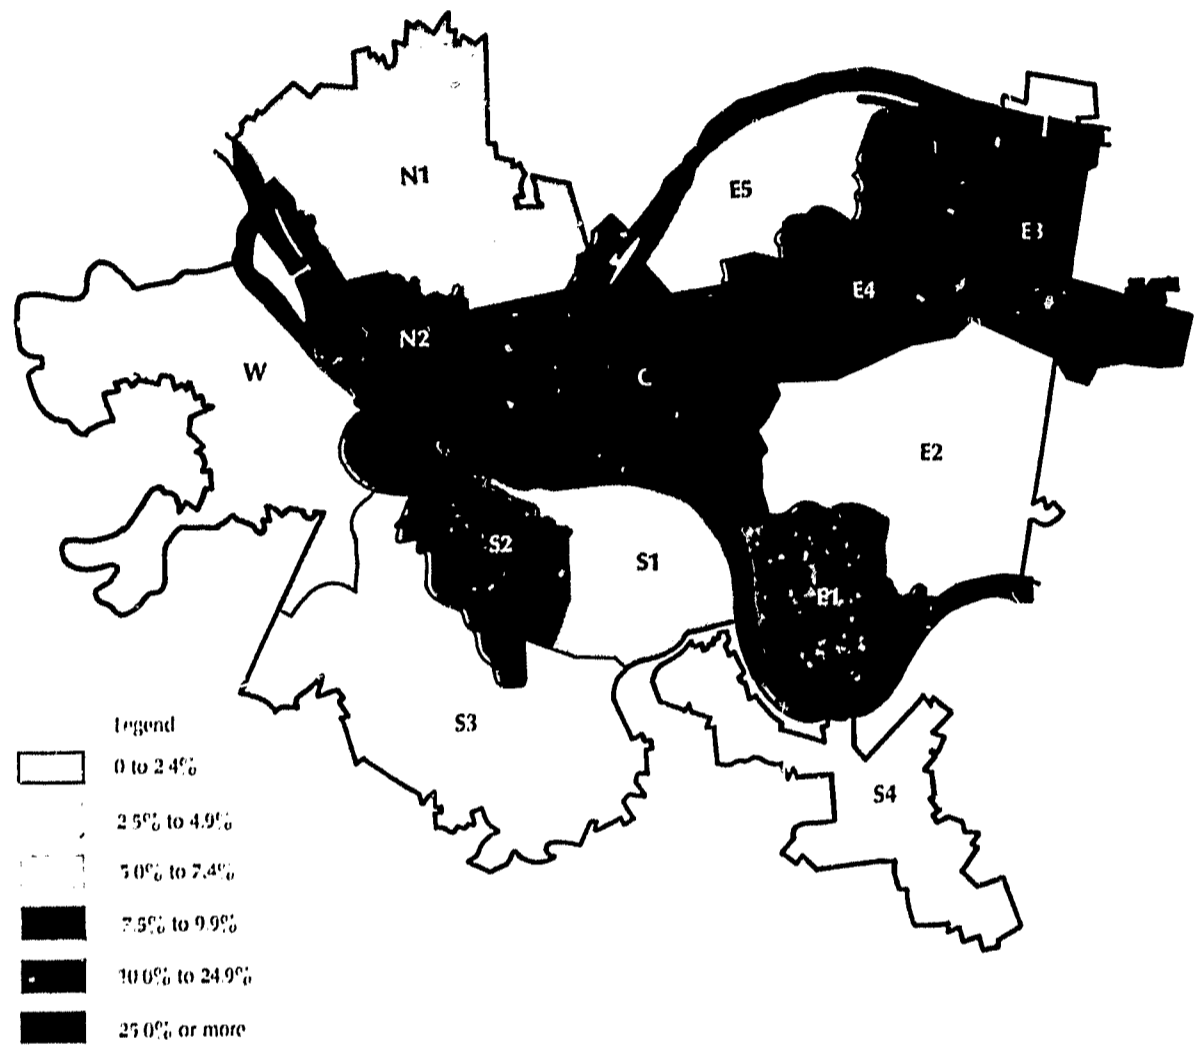 N1
E5
E3
E4
N2
W
C
E2
S2
S1
E1
S3
S4
Legend
0 to 2.4%
2.5% to 4.9%
5.0% to 7.4%
7.5% to 9.9%
10.0% to 24.9%
25.0% or more